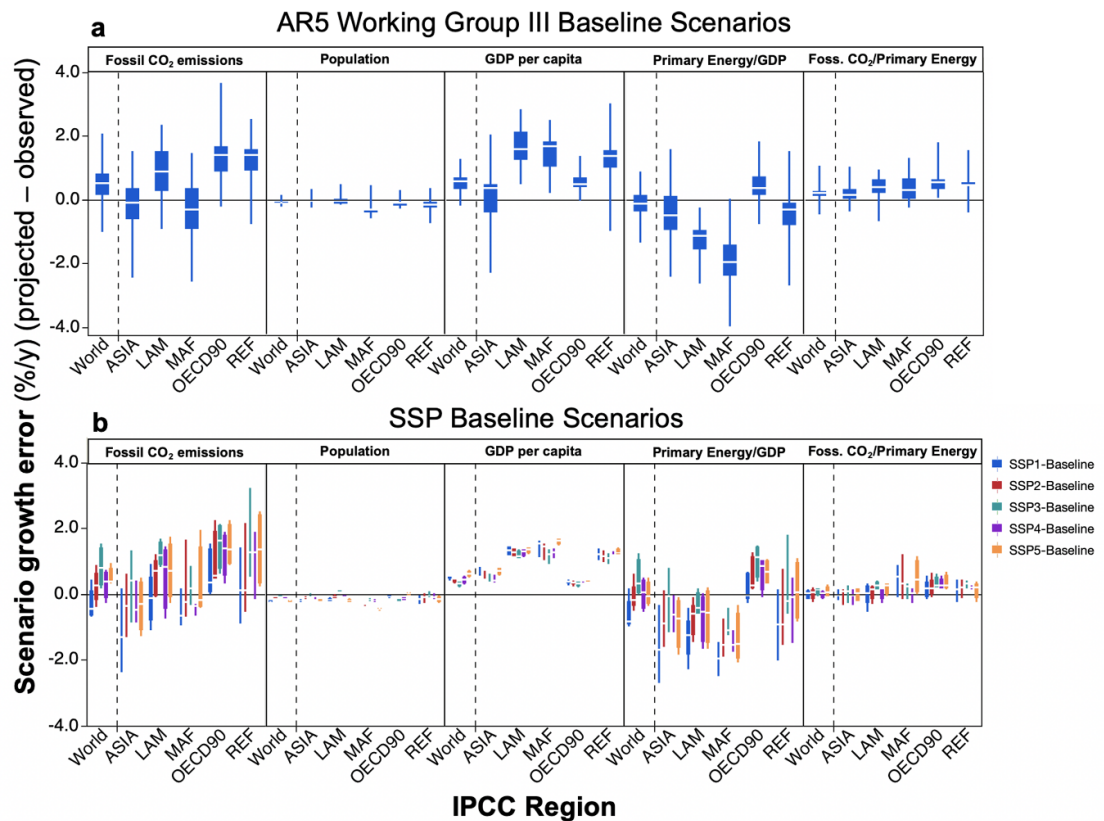 a
AR5 Working Group III Baseline Scenarios
Fossil CO₂ emissions
Population
GDP per capita
Primary Energy/GDP
Foss. CO₂/Primary Energy
4.0
2.0
0.0
-2.0
-4.0
World
ASIA
LAM
MAF
OECD90
REF
World
ASIA
LAM
MAF
OECD90
REF
World
ASIA
LAM
MAF
OECD90
REF
World
ASIA
LAM
MAF
OECD90
REF
World
ASIA
LAM
MAF
OECD90
REF
Scenario growth error (%/y) (projected – observed)
b
SSP Baseline Scenarios
Fossil CO₂ emissions
Population
GDP per capita
Primary Energy/GDP
Foss. CO₂/Primary Energy
4.0
2.0
0.0
-2.0
-4.0
World
ASIA
LAM
MAF
OECD90
REF
World
ASIA
LAM
MAF
OECD90
REF
World
ASIA
LAM
MAF
OECD90
REF
World
ASIA
LAM
MAF
OECD90
REF
World
ASIA
LAM
MAF
OECD90
REF
SSP1-Baseline
SSP2-Baseline
SSP3-Baseline
SSP4-Baseline
SSP5-Baseline
IPCC Region